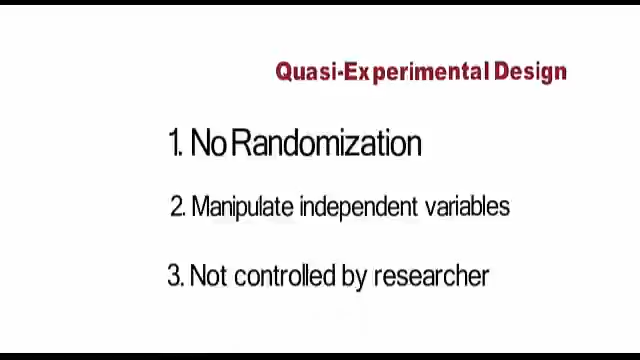 Quasi-Experimental Design
1. No Randomization
2. Manipulate independent variables
3. Not controlled by researcher